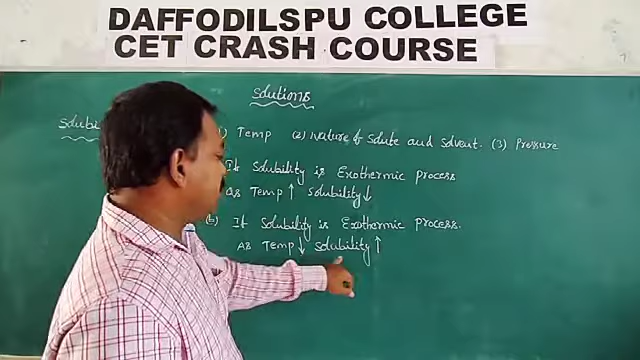 DAFFODILSPU COLLEGE
CET CRASH COURSE
Solutions
1) Temp (2) Nature of Solute and Solvent. (3) Pressure
If Solubility is Exothermic process
as Temp ↑ Solubility ↓
(b) If Solubility is Exothermic process.
As Temp ↓ Solubility ↑